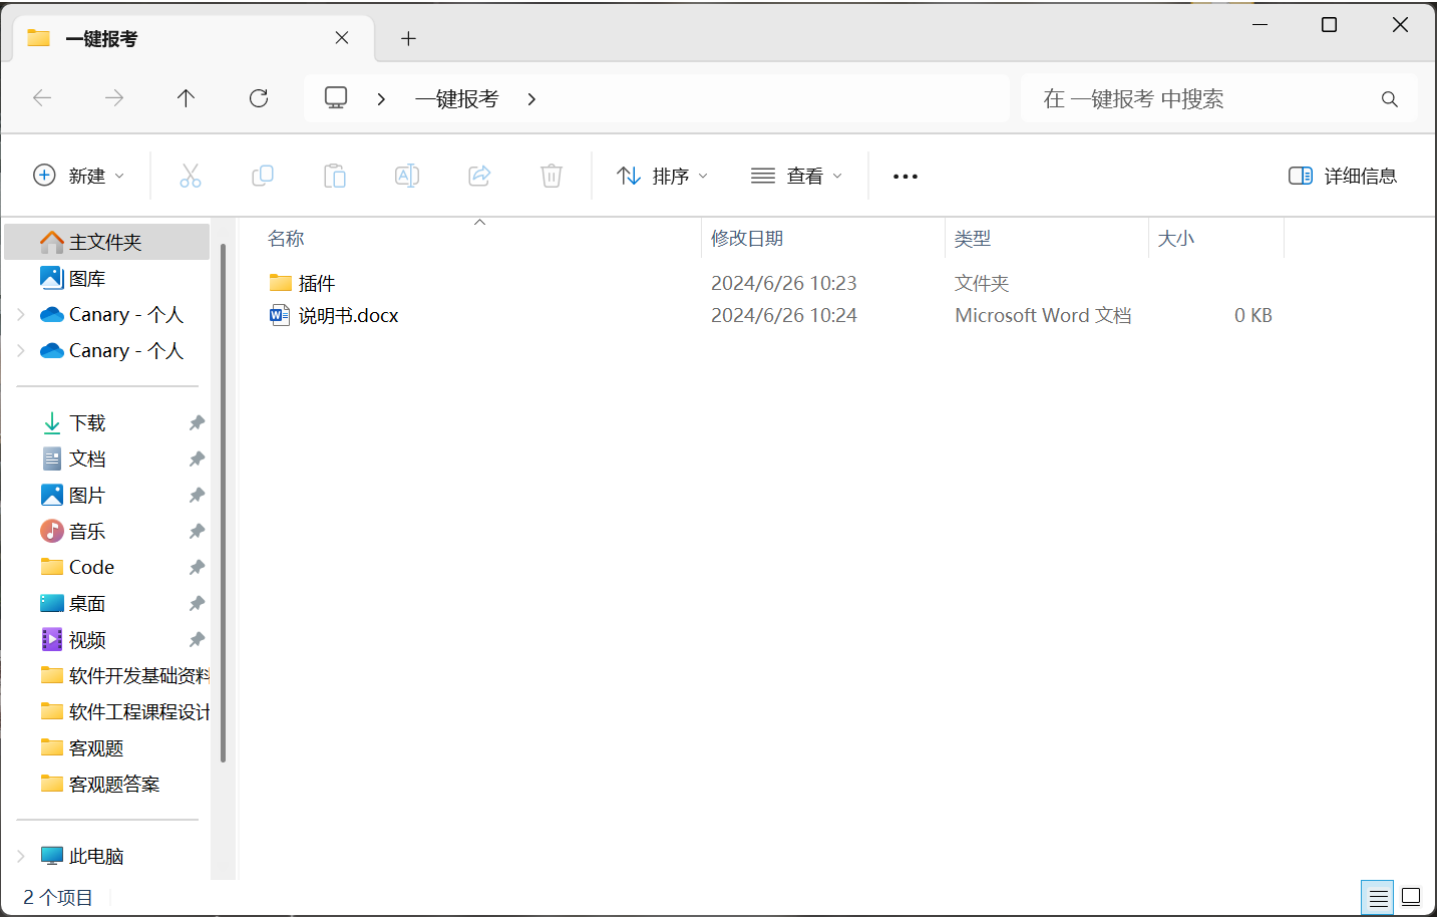 一键报考
一键报考
在 一键报考 中搜索
新建
排序
查看
详细信息
名称
修改日期
类型
大小
插件
2024/6/26 10:23
文件夹
说明书.docx
2024/6/26 10:24
Microsoft Word 文档
0 KB
主文件夹
图库
Canary - 个人
Canary - 个人
下载
文档
图片
音乐
Code
桌面
视频
软件开发基础资料
软件工程课程设计
客观题
客观题答案
此电脑
2 个项目